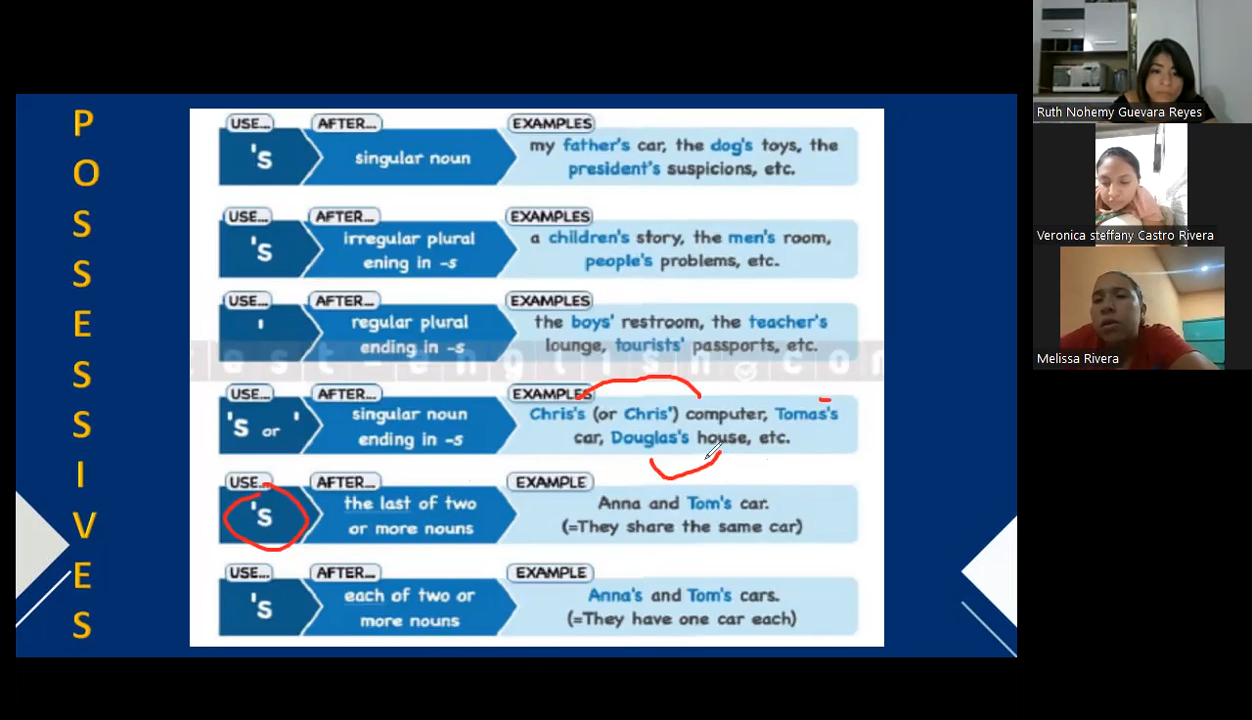 POSSESSIVES
USE... AFTER... EXAMPLES
's singular noun my father's car, the dog's toys, the
president's suspicions, etc.
USE... AFTER... EXAMPLES
's irregular plural a children's story, the men's room,
ening in -s people's problems, etc.
USE... AFTER... EXAMPLES
' regular plural the boys' restroom, the teacher's
ending in -s lounge, tourists' passports, etc.
test-english.com
USE... AFTER... EXAMPLES
's or ' singular noun Chris's (or Chris') computer, Tomas's
ending in -s car, Douglas's house, etc.
USE... AFTER... EXAMPLE
's the last of two Anna and Tom's car.
or more nouns (=They share the same car)
USE... AFTER... EXAMPLE
's each of two or Anna's and Tom's cars.
more nouns (=They have one car each)
Ruth Nohemy Guevara Reyes
Veronica steffany Castro Rivera
Melissa Rivera